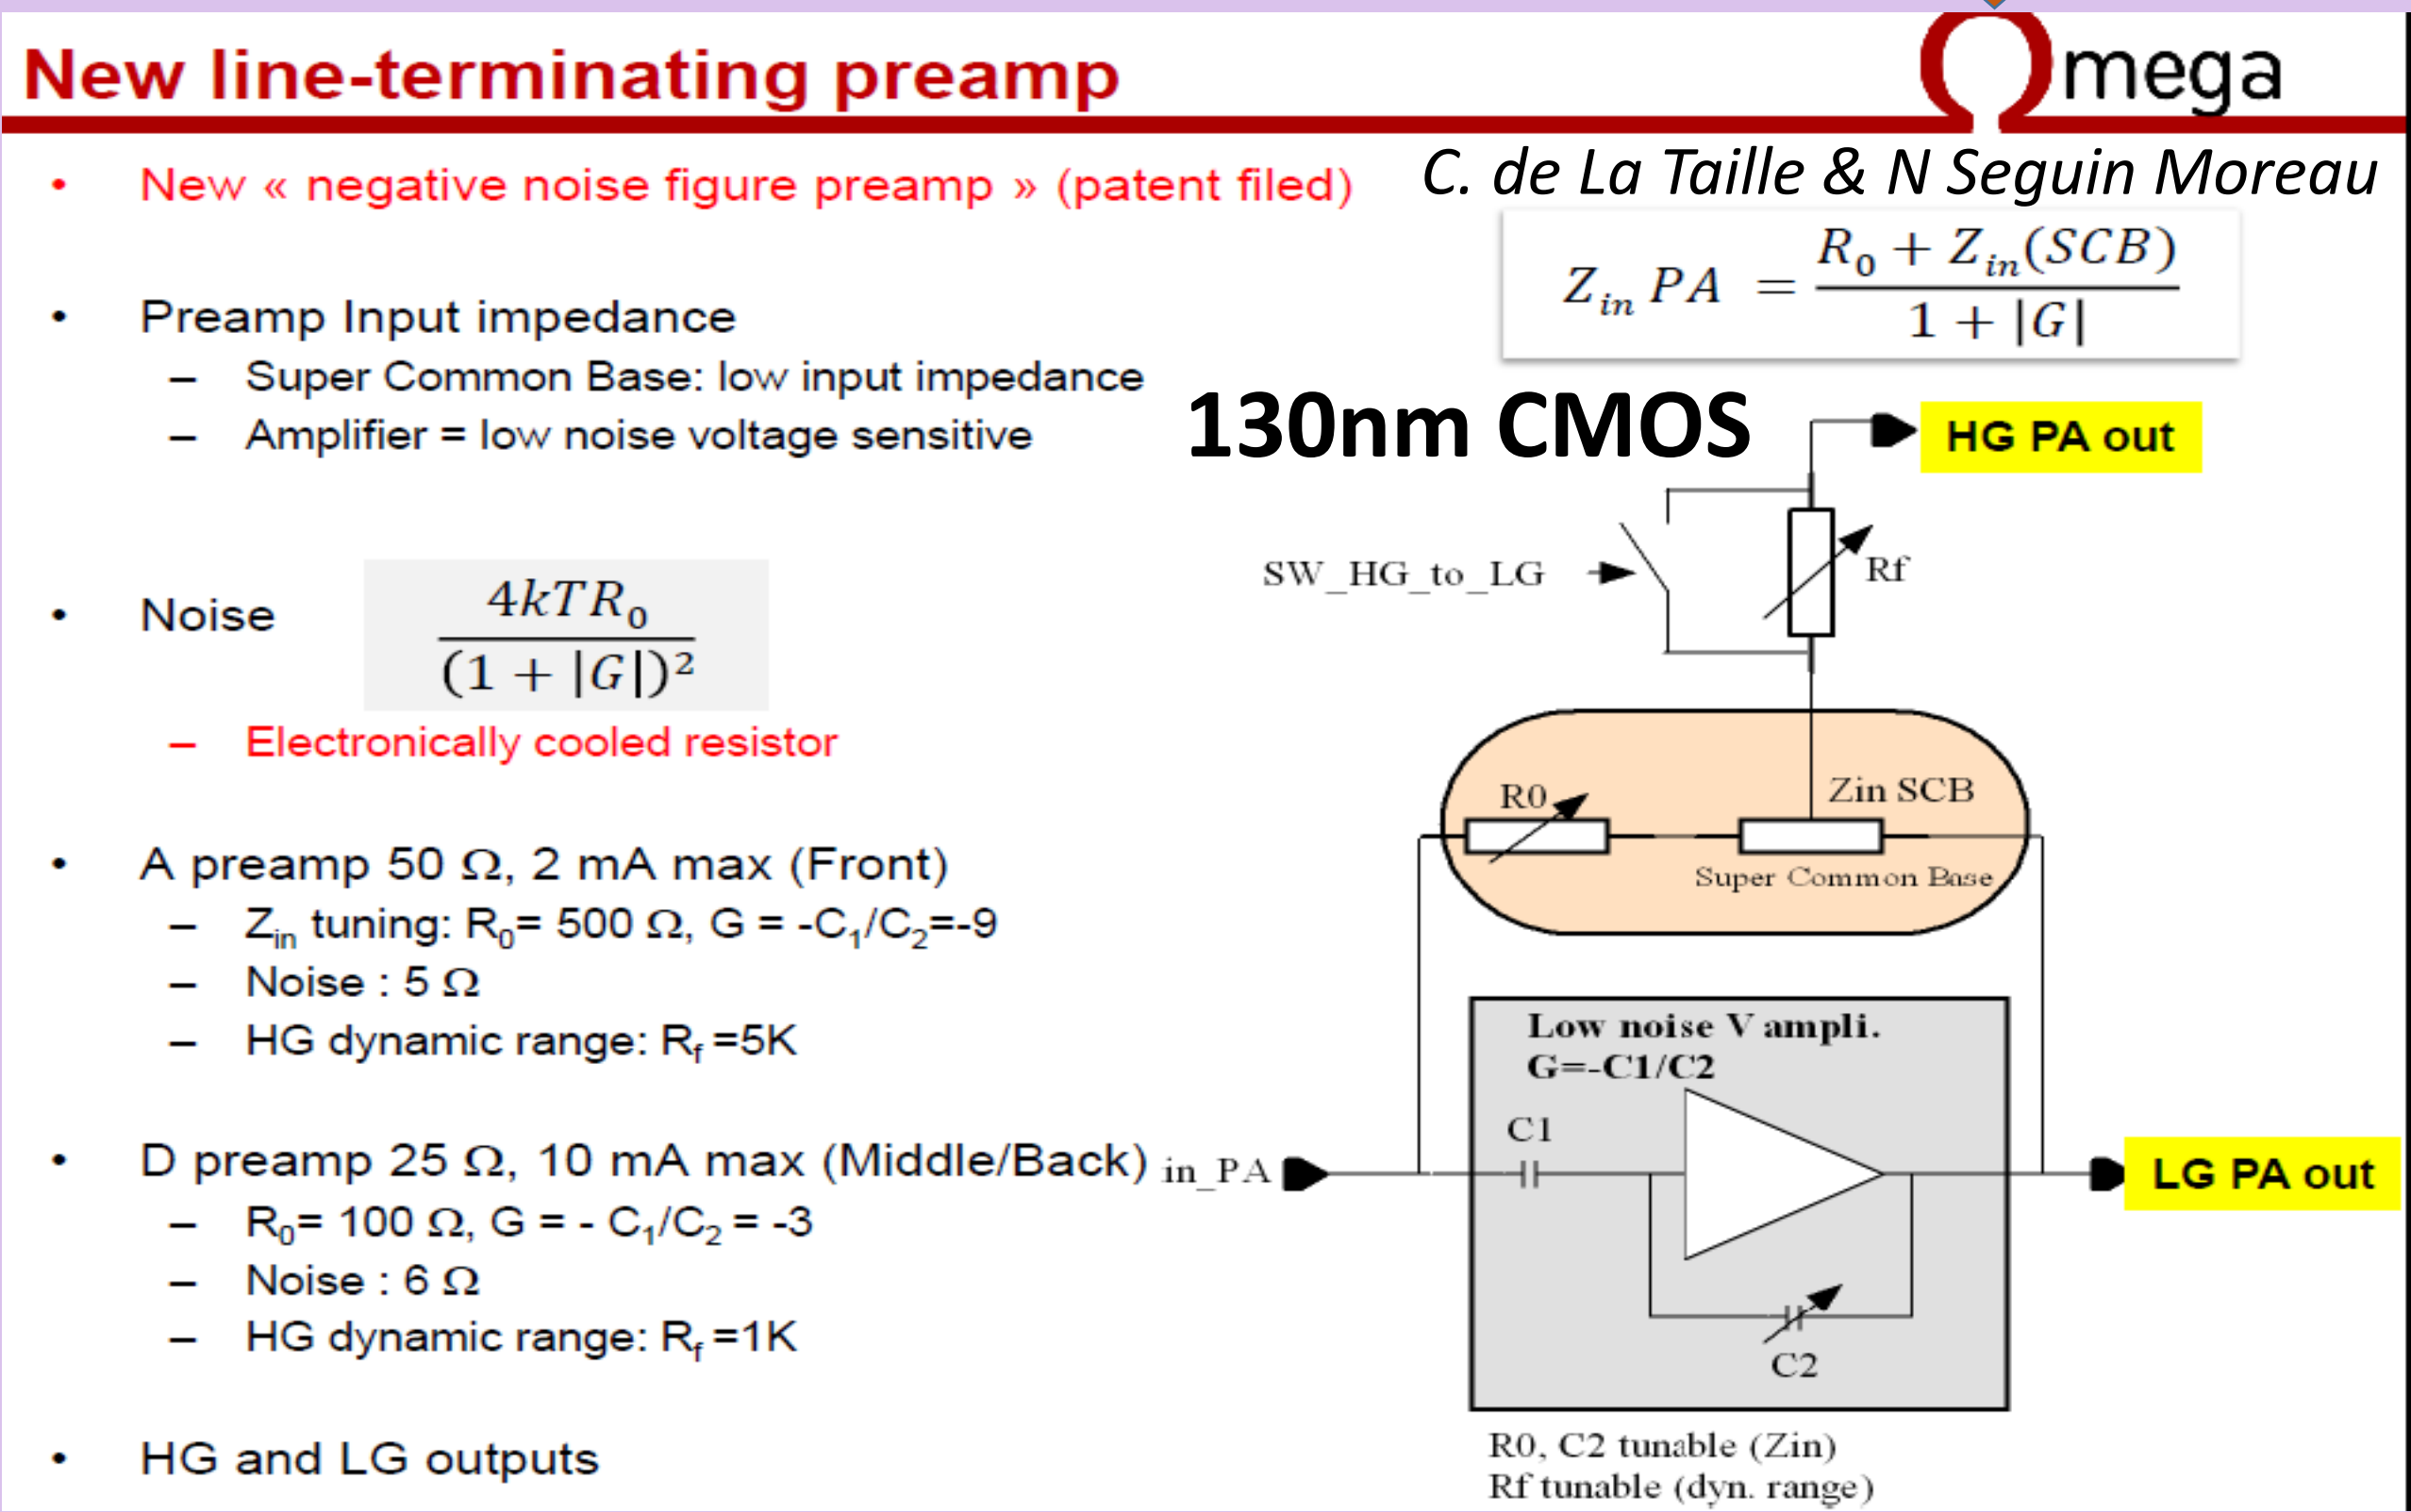 New line-terminating preamp
Ωmega
• New « negative noise figure preamp » (patent filed)
C. de La Taille & N Seguin Moreau
Z_in PA = (R_0 + Z_in(SCB)) / (1 + |G|)
• Preamp Input impedance
– Super Common Base: low input impedance
– Amplifier = low noise voltage sensitive
130nm CMOS
• Noise 4kTR_0 / (1 + |G|)²
– Electronically cooled resistor
• A preamp 50 Ω, 2 mA max (Front)
– Z_in tuning: R_0= 500 Ω, G = -C_1/C_2=-9
– Noise : 5 Ω
– HG dynamic range: R_f =5K
• D preamp 25 Ω, 10 mA max (Middle/Back)
– R_0= 100 Ω, G = - C_1/C_2 = -3
– Noise : 6 Ω
– HG dynamic range: R_f =1K
• HG and LG outputs
HG PA out
SW_HG_to_LG
Rf
R0
Zin SCB
Super Common Base
Low noise V ampli.
G=-C1/C2
C1
in_PA
LG PA out
C2
R0, C2 tunable (Zin)
Rf tunable (dyn. range)